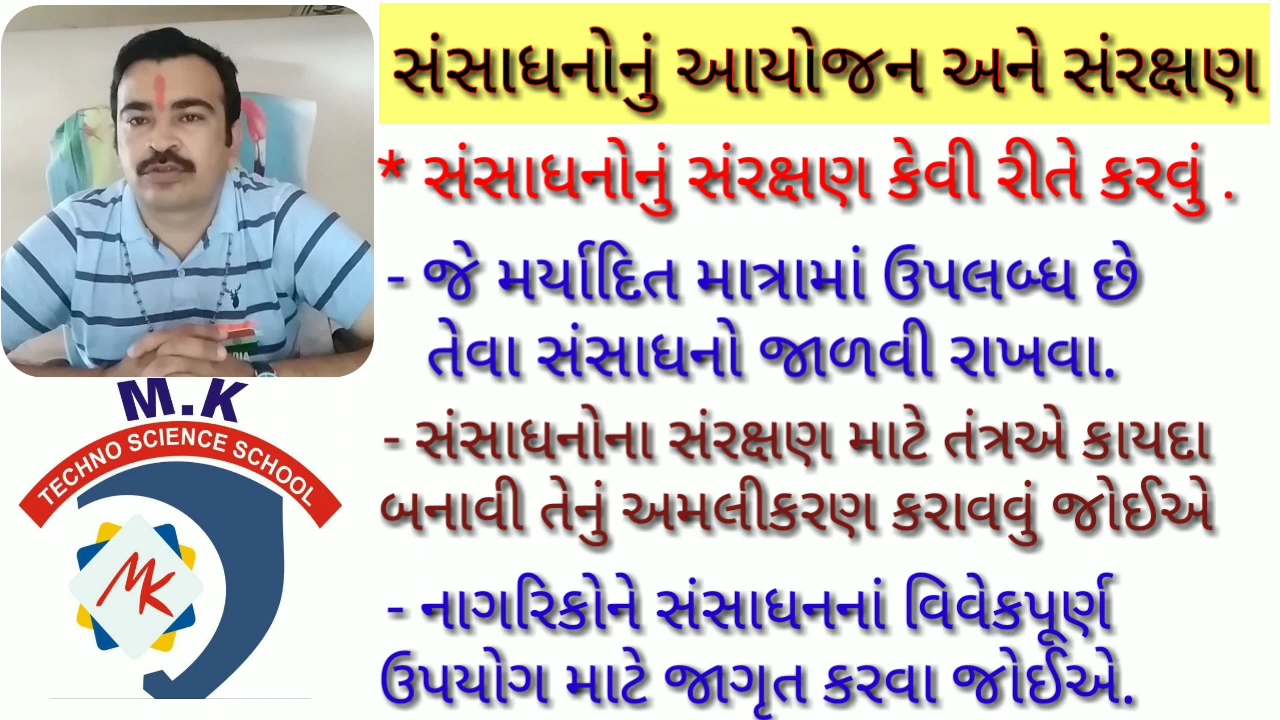 સંસાધનોનું આયોજન અને સંરક્ષણ
* સંસાધનોનું સંરક્ષણ કેવી રીતે કરવું .
- જે મર્યાદિત માત્રામાં ઉપલબ્ધ છે
તેવા સંસાધનો જાળવી રાખવા.
- સંસાધનોના સંરક્ષણ માટે તંત્રએ કાયદા
બનાવી તેનું અમલીકરણ કરાવવું જોઈએ
- નાગરિકોને સંસાધનનાં વિવેકપૂર્ણ
ઉપયોગ માટે જાગૃત કરવા જોઈએ.
M.K
TECHNO SCIENCE SCHOOL
MK